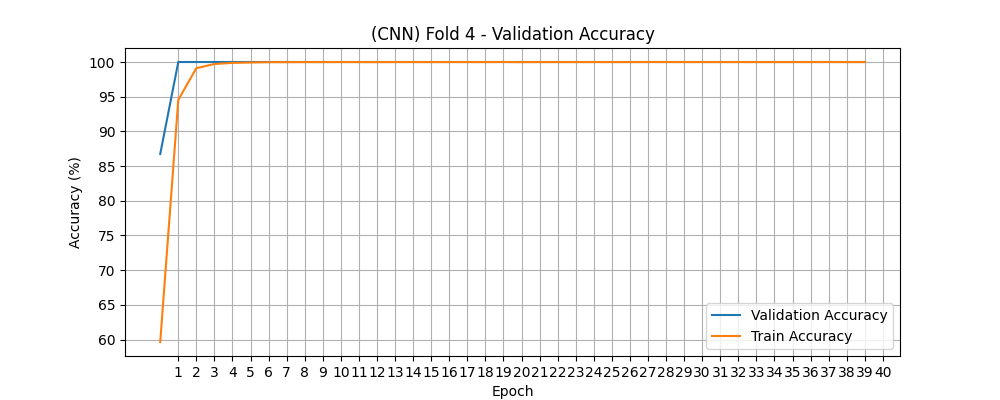 (CNN) Fold 4 - Validation Accuracy
Accuracy (%)
100
95
90
85
80
75
70
65
60
Validation Accuracy
Train Accuracy
1 2 3 4 5 6 7 8 9 10 11 12 13 14 15 16 17 18 19 20 21 22 23 24 25 26 27 28 29 30 31 32 33 34 35 36 37 38 39 40
Epoch